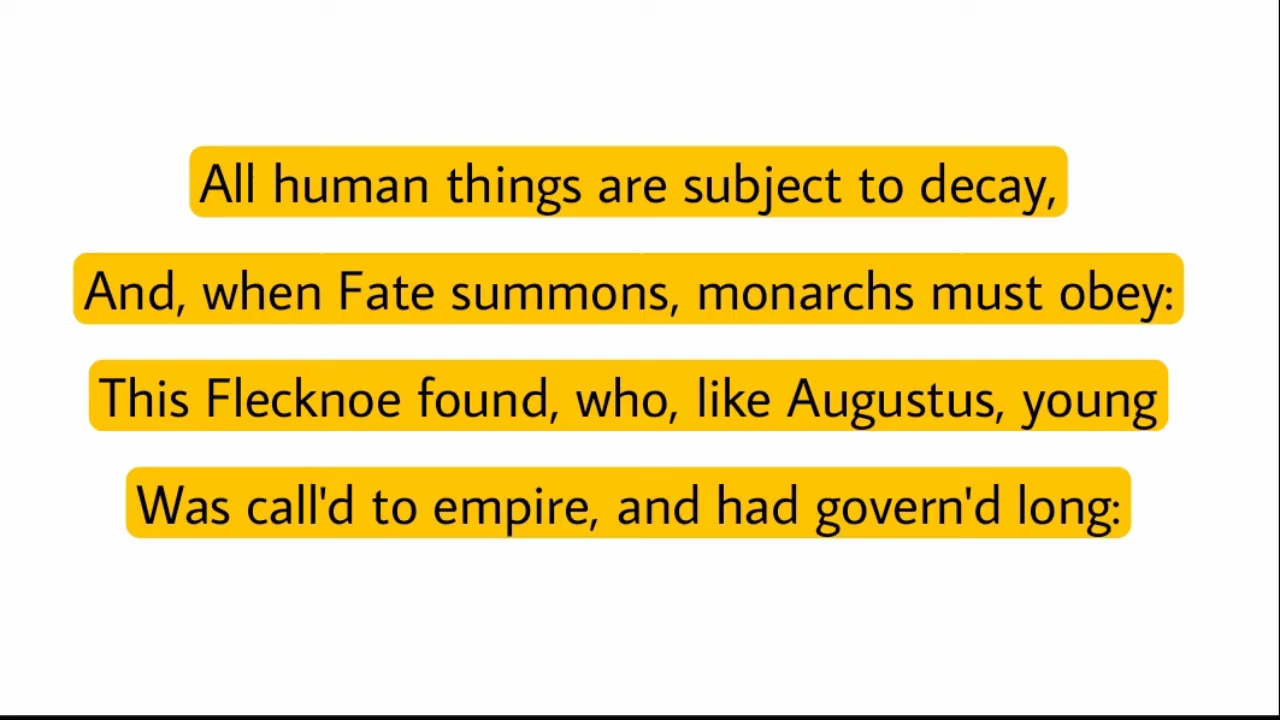 All human things are subject to decay,
And, when Fate summons, monarchs must obey:
This Flecknoe found, who, like Augustus, young
Was call'd to empire, and had govern'd long: